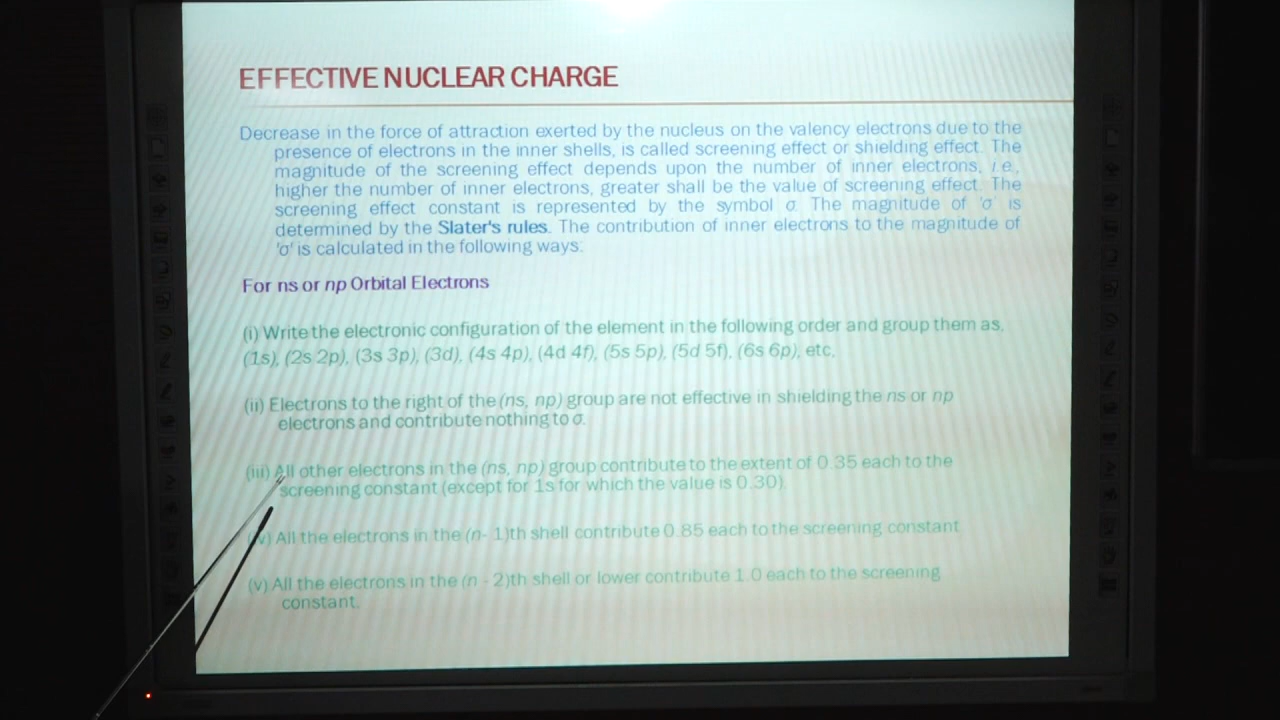 EFFECTIVE NUCLEAR CHARGE
Decrease in the force of attraction exerted by the nucleus on the valency electrons due to the
presence of electrons in the inner shells, is called screening effect or shielding effect. The
magnitude of the screening effect depends upon the number of inner electrons, i.e.,
higher the number of inner electrons, greater shall be the value of screening effect. The
screening effect constant is represented by the symbol σ. The magnitude of 'σ' is
determined by the Slater's rules. The contribution of inner electrons to the magnitude of
'σ' is calculated in the following ways:
For ns or np Orbital Electrons
(i) Write the electronic configuration of the element in the following order and group them as,
(1s), (2s 2p), (3s 3p), (3d), (4s 4p), (4d 4f), (5s 5p), (5d 5f), (6s 6p), etc.
(ii) Electrons to the right of the (ns, np) group are not effective in shielding the ns or np
electrons and contribute nothing to σ.
(iii) All other electrons in the (ns, np) group contribute to the extent of 0.35 each to the
screening constant (except for 1s for which the value is 0.30).
(iv) All the electrons in the (n- 1)th shell contribute 0.85 each to the screening constant
(v) All the electrons in the (n - 2)th shell or lower contribute 1.0 each to the screening
constant.